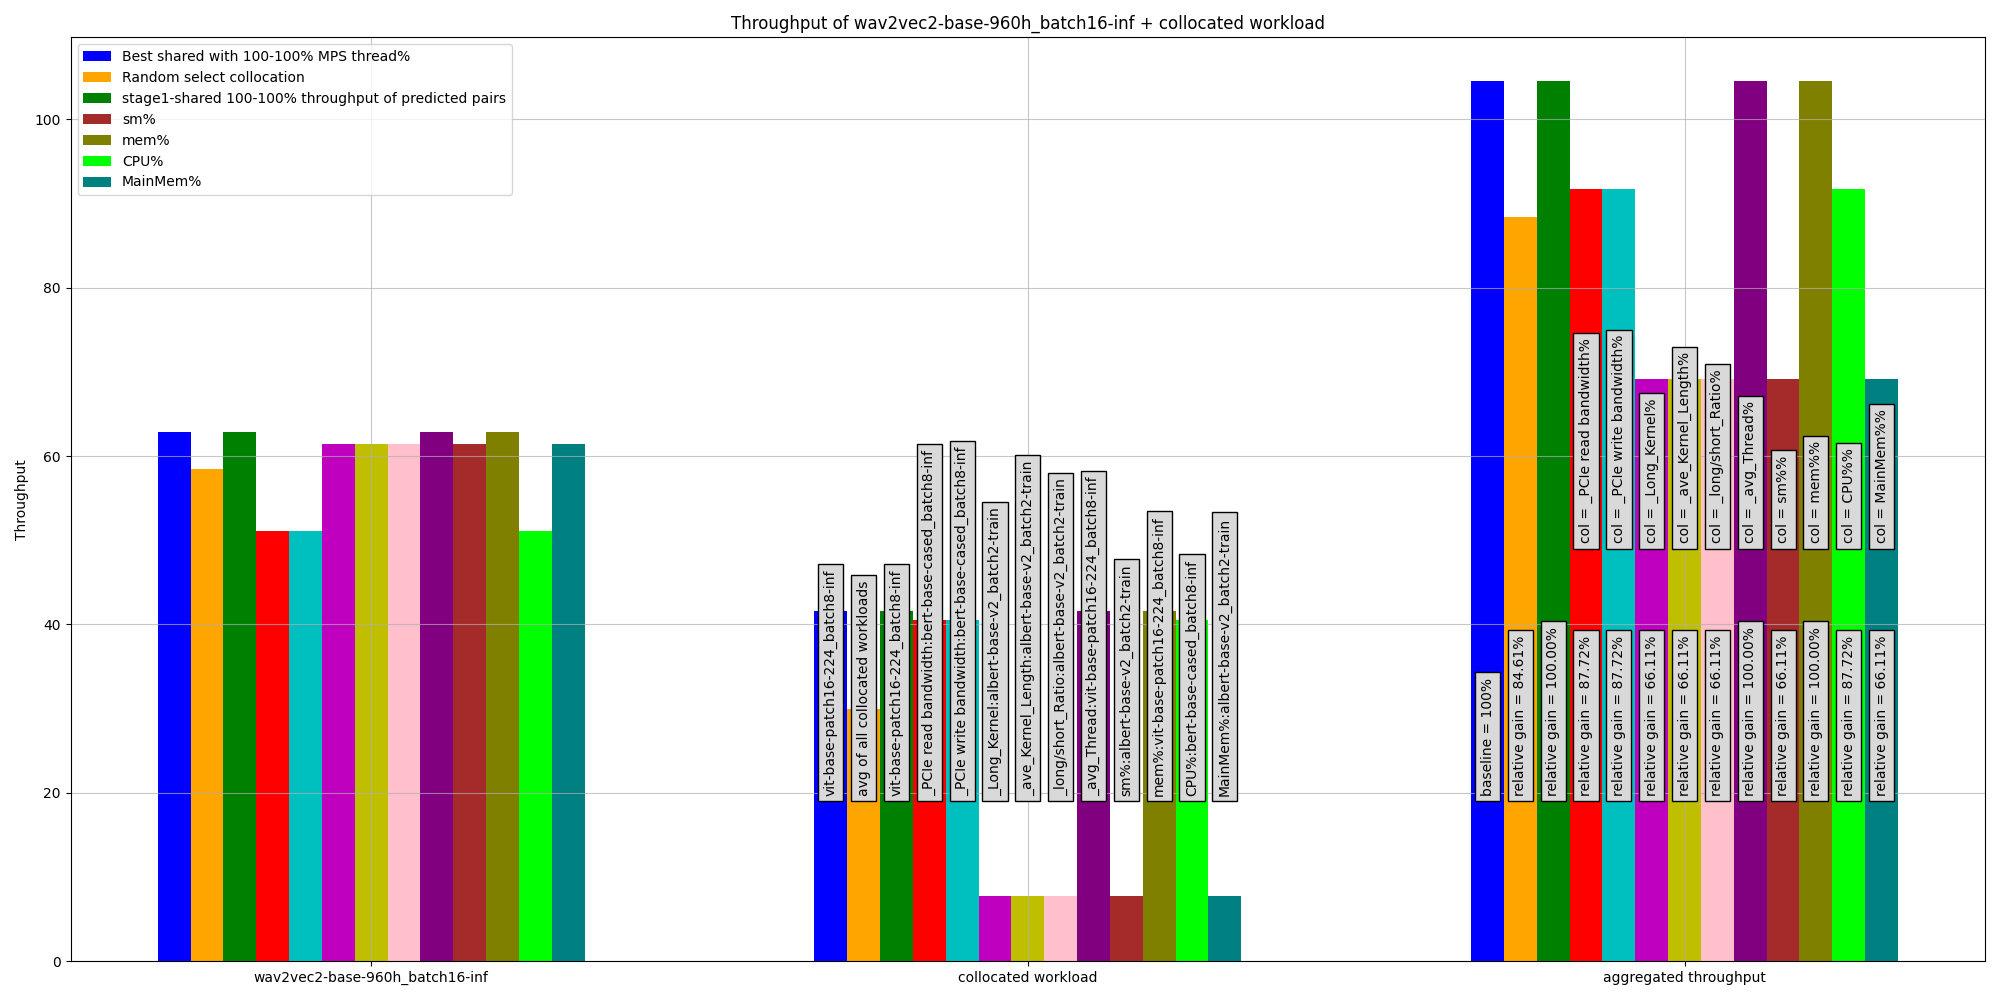 Throughput of wav2vec2-base-960h_batch16-inf + collocated workload
Best shared with 100-100% MPS thread%
Random select collocation
stage1-shared 100-100% throughput of predicted pairs
sm%
mem%
CPU%
MainMem%
Throughput
100
80
60
40
20
0
vit-base-patch16-224_batch8-inf
avg of all collocated workloads
vit-base-patch16-224_batch8-inf
_PCIe read bandwidth:bert-base-cased_batch8-inf
_PCIe write bandwidth:bert-base-cased_batch8-inf
_Long_Kernel:albert-base-v2_batch2-train
_ave_Kernel_Length:albert-base-v2_batch2-train
_long/short_Ratio:albert-base-v2_batch2-train
_avg_Thread:vit-base-patch16-224_batch8-inf
sm%:albert-base-v2_batch2-train
mem%:vit-base-patch16-224_batch8-inf
CPU%:bert-base-cased_batch8-inf
MainMem%:albert-base-v2_batch2-train
col = _PCIe read bandwidth%
col = _PCIe write bandwidth%
col = _Long_Kernel%
col = _ave_Kernel_Length%
col = _long/short_Ratio%
col = _avg_Thread%
col = sm%%
col = mem%%
col = CPU%%
col = MainMem%%
baseline = 100%
relative gain = 84.61%
relative gain = 100.00%
relative gain = 87.72%
relative gain = 87.72%
relative gain = 66.11%
relative gain = 66.11%
relative gain = 66.11%
relative gain = 100.00%
relative gain = 66.11%
relative gain = 100.00%
relative gain = 87.72%
relative gain = 66.11%
wav2vec2-base-960h_batch16-inf
collocated workload
aggregated throughput